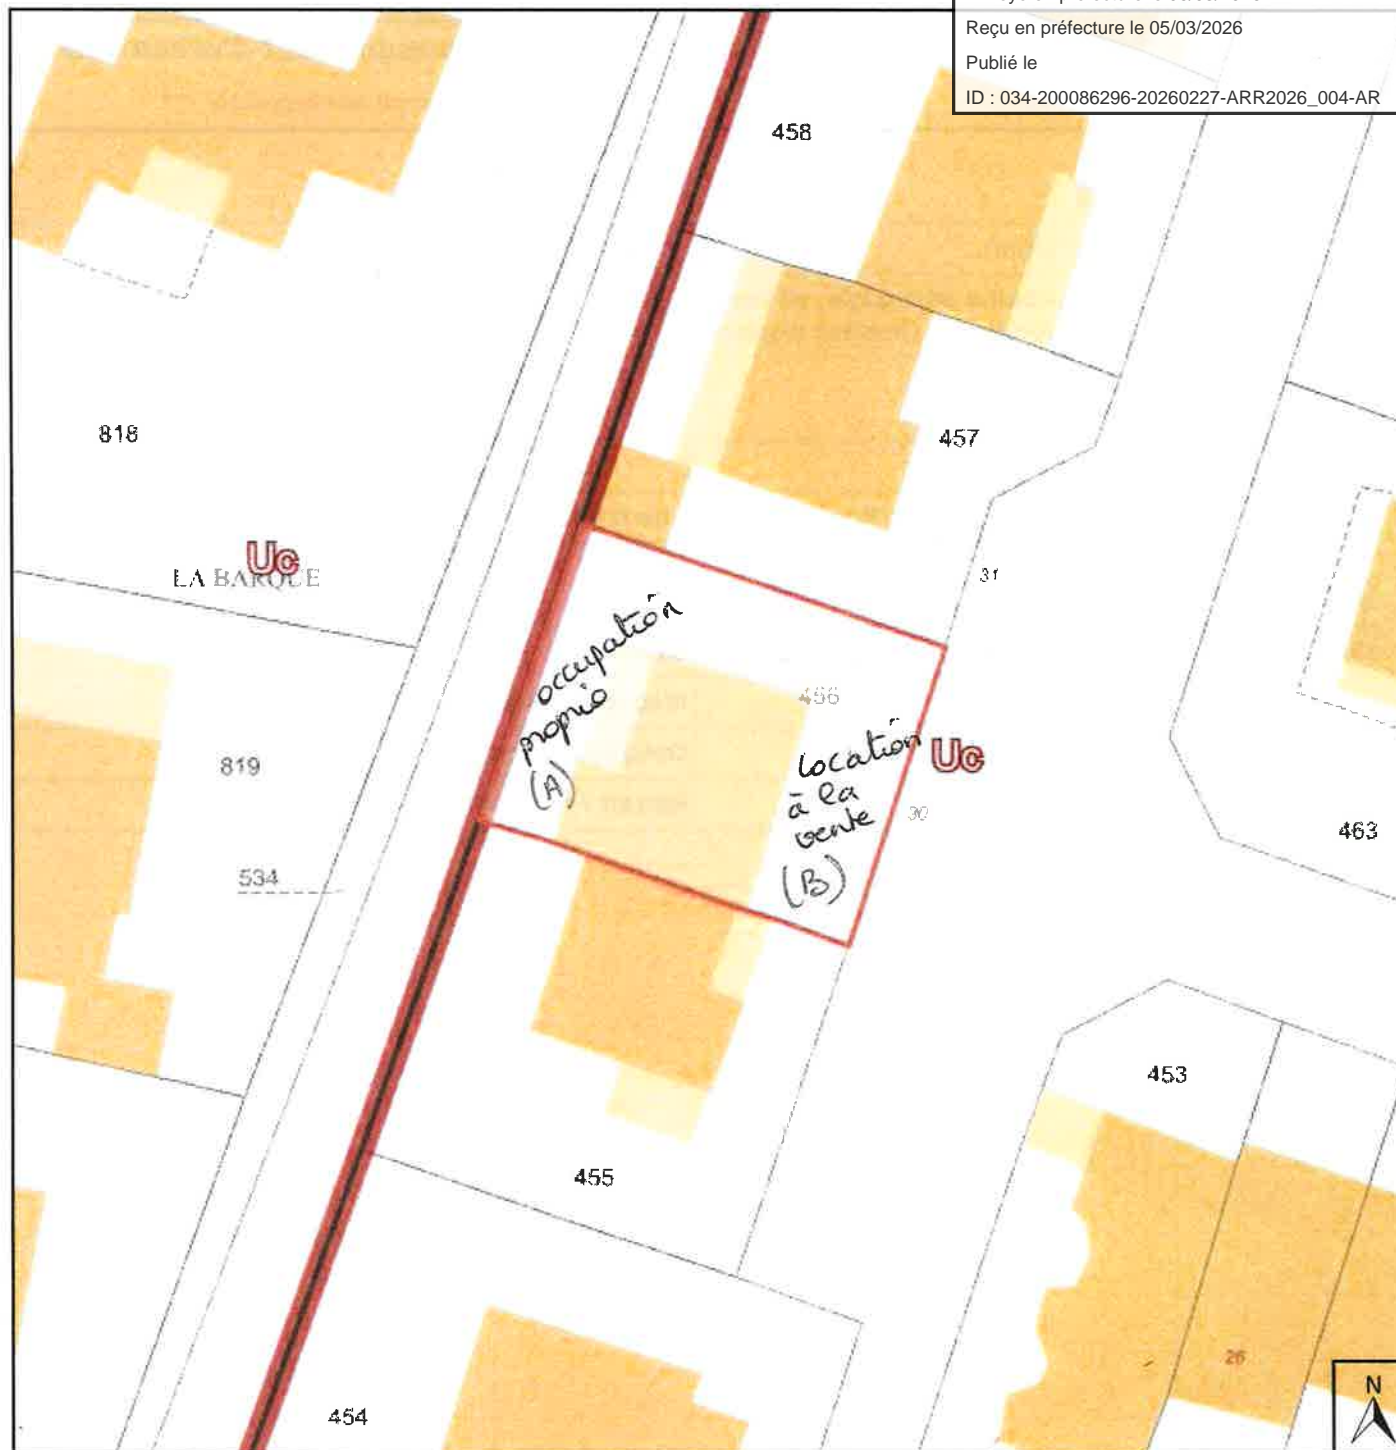 Reçu en préfecture le 05/03/2026
Publié le
ID : 034-200086296-20260227-ARR2026_004-AR
458
818
457
Uc
LA BARQUE
31
occupation
proprio
(A)
456
location
à la
vente
(B)
Uc
30
819
463
534
453
455
26
454
N